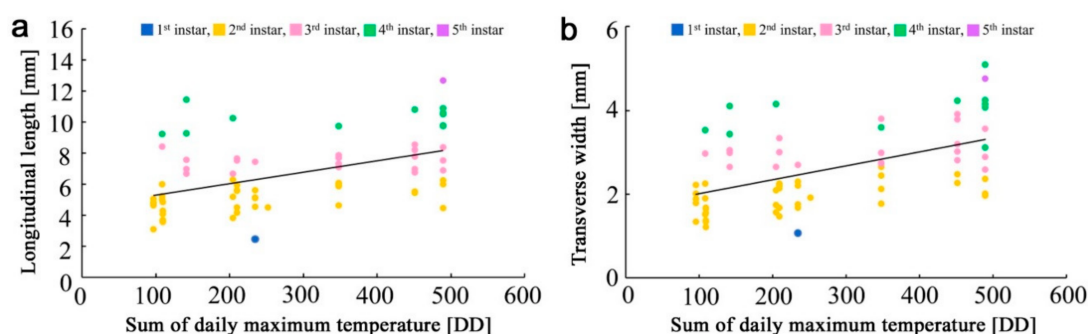 a
1st instar, 2nd instar, 3rd instar, 4th instar, 5th instar
Longitudinal length [mm]
16
14
12
10
8
6
4
2
0
0 100 200 300 400 500 600
Sum of daily maximum temperature [DD]
b
1st instar, 2nd instar, 3rd instar, 4th instar, 5th instar
Transverse width [mm]
6
4
2
0
0 100 200 300 400 500 600
Sum of daily maximum temperature [DD]